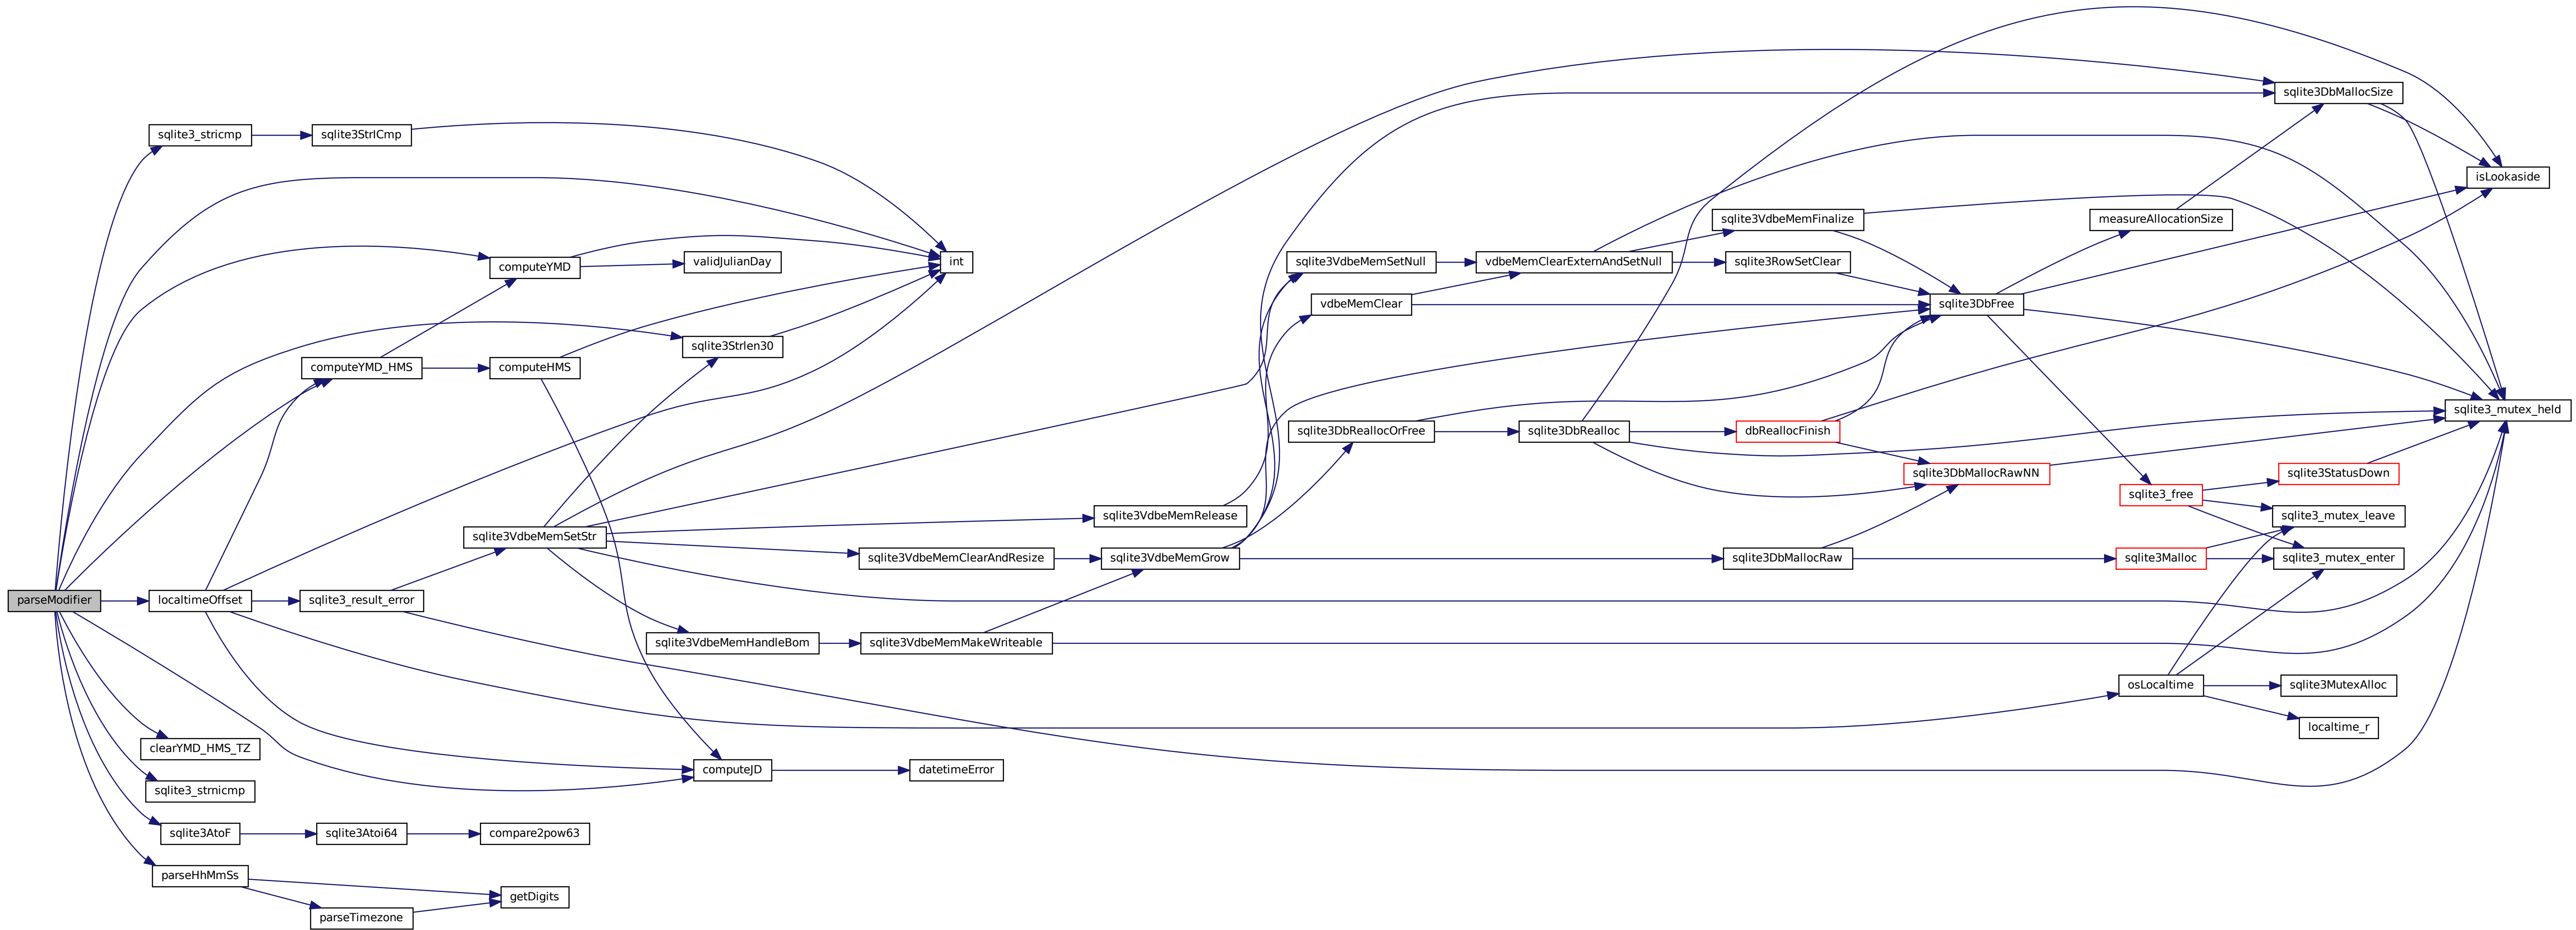 parseModifier
sqlite3_stricmp
sqlite3StrICmp
int
computeYMD
validJulianDay
sqlite3Strlen30
computeYMD_HMS
computeHMS
localtimeOffset
sqlite3_result_error
sqlite3VdbeMemSetStr
sqlite3VdbeMemRelease
sqlite3VdbeMemClearAndResize
sqlite3VdbeMemGrow
sqlite3VdbeMemHandleBom
sqlite3VdbeMemMakeWriteable
clearYMD_HMS_TZ
computeJD
datetimeError
sqlite3_strnicmp
sqlite3AtoF
sqlite3Atoi64
compare2pow63
parseHhMmSs
getDigits
parseTimezone
sqlite3VdbeMemSetNull
vdbeMemClearExternAndSetNull
vdbeMemClear
sqlite3VdbeMemFinalize
sqlite3RowSetClear
sqlite3DbFree
measureAllocationSize
sqlite3DbMallocSize
isLookaside
sqlite3_mutex_held
sqlite3DbReallocOrFree
sqlite3DbRealloc
dbReallocFinish
sqlite3DbMallocRawNN
sqlite3_free
sqlite3StatusDown
sqlite3_mutex_leave
sqlite3_mutex_enter
sqlite3DbMallocRaw
sqlite3Malloc
osLocaltime
sqlite3MutexAlloc
localtime_r